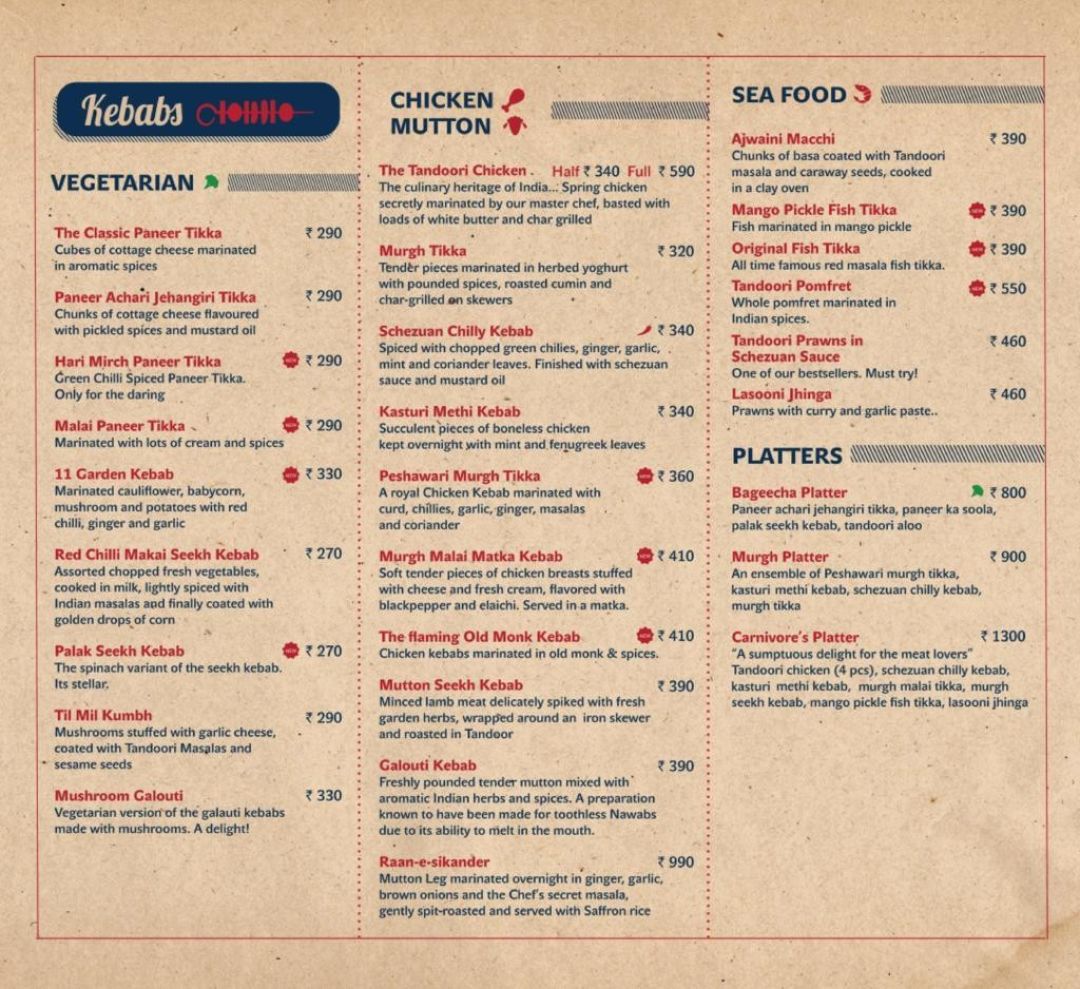 Kebabs
VEGETARIAN
The Classic Paneer Tikka ₹ 290
Cubes of cottage cheese marinated
in aromatic spices
Paneer Achari Jehangiri Tikka ₹ 290
Chunks of cottage cheese flavoured
with pickled spices and mustard oil
Hari Mirch Paneer Tikka NEW ₹ 290
Green Chilli Spiced Paneer Tikka.
Only for the daring
Malai Paneer Tikka NEW ₹ 290
Marinated with lots of cream and spices
11 Garden Kebab NEW ₹ 330
Marinated cauliflower, babycorn,
mushroom and potatoes with red
chilli, ginger and garlic
Red Chilli Makai Seekh Kebab ₹ 270
Assorted chopped fresh vegetables,
cooked in milk, lightly spiced with
Indian masalas and finally coated with
golden drops of corn
Palak Seekh Kebab NEW ₹ 270
The spinach variant of the seekh kebab.
Its stellar.
Til Mil Kumbh ₹ 290
Mushrooms stuffed with garlic cheese,
coated with Tandoori Masalas and
sesame seeds
Mushroom Galouti ₹ 330
Vegetarian version of the galauti kebabs
made with mushrooms. A delight!
CHICKEN
MUTTON
The Tandoori Chicken . Half ₹ 340 Full ₹ 590
The culinary heritage of India... Spring chicken
secretly marinated by our master chef, basted with
loads of white butter and char grilled
Murgh Tikka ₹ 320
Tender pieces marinated in herbed yoghurt
with pounded spices, roasted cumin and
char-grilled on skewers
Schezuan Chilly Kebab ₹ 340
Spiced with chopped green chilies, ginger, garlic,
mint and coriander leaves. Finished with schezuan
sauce and mustard oil
Kasturi Methi Kebab ₹ 340
Succulent pieces of boneless chicken
kept overnight with mint and fenugreek leaves
Peshawari Murgh Tikka NEW ₹ 360
A royal Chicken Kebab marinated with
curd, chillies, garlic, ginger, masalas
and coriander
Murgh Malai Matka Kebab NEW ₹ 410
Soft tender pieces of chicken breasts stuffed
with cheese and fresh cream, flavored with
blackpepper and elaichi. Served in a matka.
The flaming Old Monk Kebab NEW ₹ 410
Chicken kebabs marinated in old monk & spices.
Mutton Seekh Kebab ₹ 390
Minced lamb meat delicately spiked with fresh
garden herbs, wrapped around an iron skewer
and roasted in Tandoor
Galouti Kebab ₹ 390
Freshly pounded tender mutton mixed with
aromatic Indian herbs and spices. A preparation
known to have been made for toothless Nawabs
due to its ability to melt in the mouth.
Raan-e-sikander ₹ 990
Mutton Leg marinated overnight in ginger, garlic,
brown onions and the Chef's secret masala,
gently spit-roasted and served with Saffron rice
SEA FOOD
Ajwaini Macchi ₹ 390
Chunks of basa coated with Tandoori
masala and caraway seeds, cooked
in a clay oven
Mango Pickle Fish Tikka NEW ₹ 390
Fish marinated in mango pickle
Original Fish Tikka NEW ₹ 390
All time famous red masala fish tikka.
Tandoori Pomfret NEW ₹ 550
Whole pomfret marinated in
Indian spices.
Tandoori Prawns in ₹ 460
Schezuan Sauce
One of our bestsellers. Must try!
Lasooni Jhinga ₹ 460
Prawns with curry and garlic paste..
PLATTERS
Bageecha Platter ₹ 800
Paneer achari jehangiri tikka, paneer ka soola,
palak seekh kebab, tandoori aloo
Murgh Platter ₹ 900
An ensemble of Peshawari murgh tikka,
kasturi methi kebab, schezuan chilly kebab,
murgh tikka
Carnivore's Platter ₹ 1300
"A sumptuous delight for the meat lovers"
Tandoori chicken (4 pcs), schezuan chilly kebab,
kasturi methi kebab, murgh malai tikka, murgh
seekh kebab, mango pickle fish tikka, lasooni jhinga